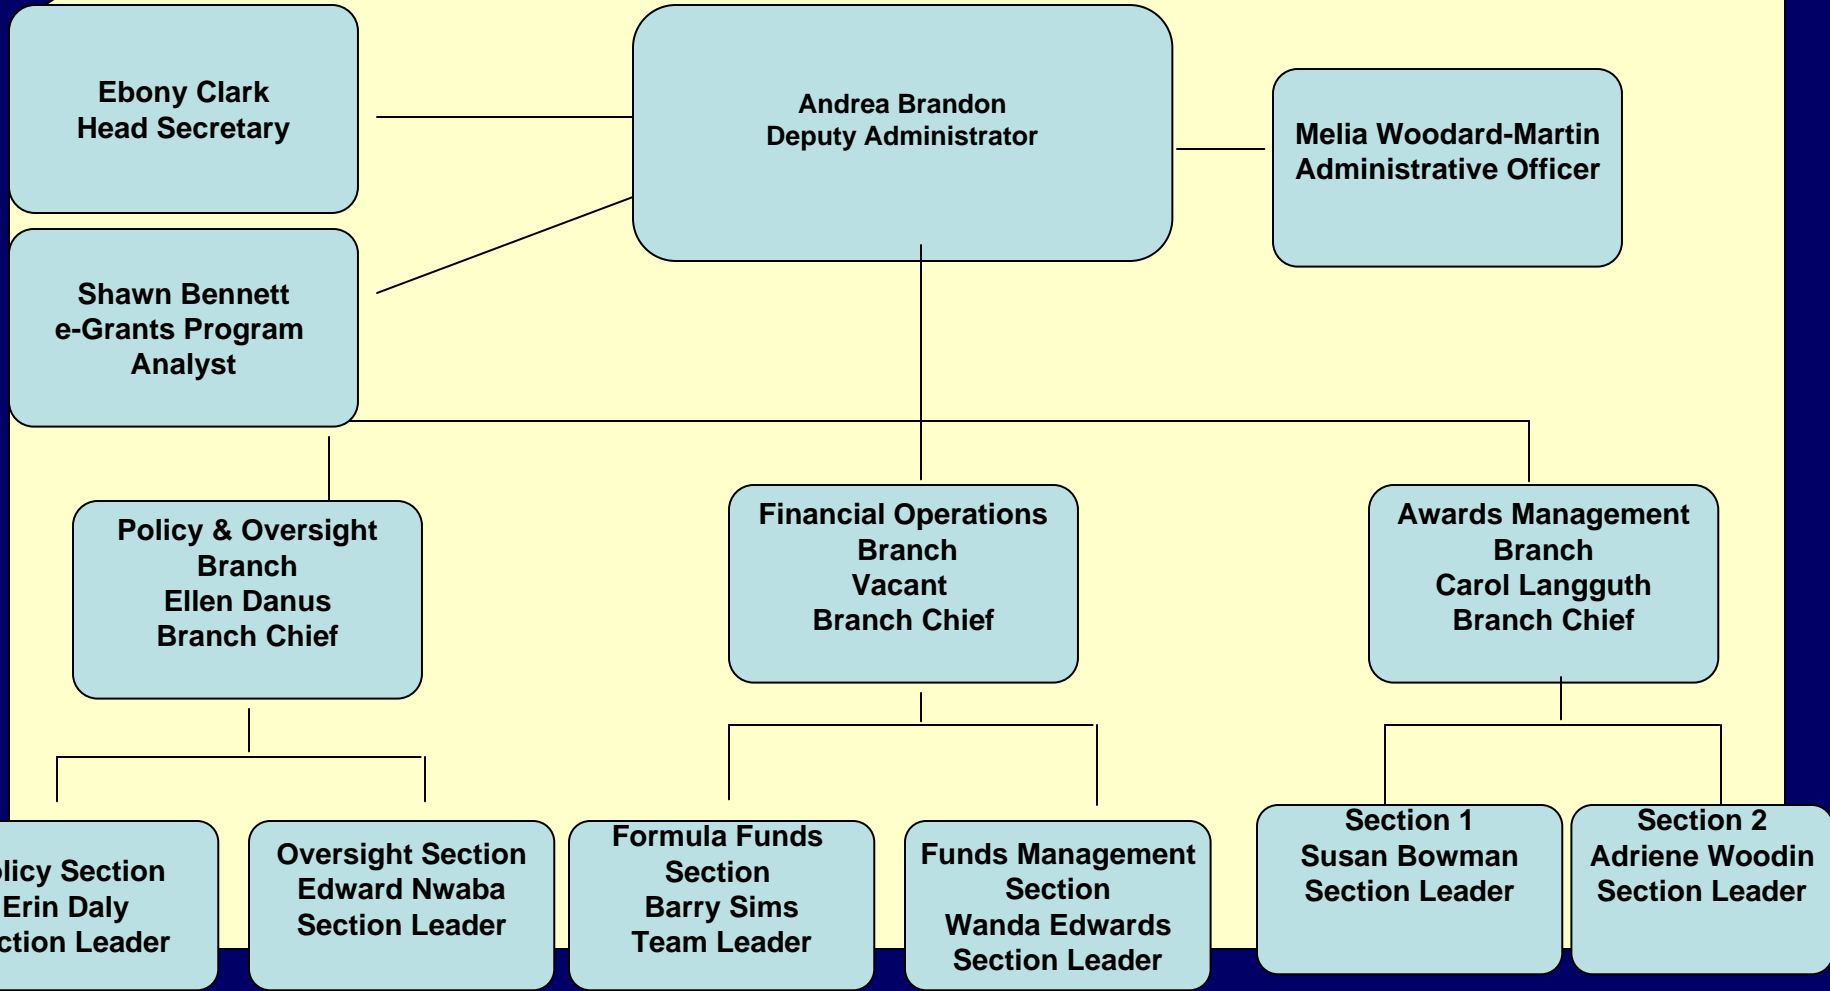 Ebony Clark
Head Secretary
Andrea Brandon
Deputy Administrator
Melia Woodard-Martin
Administrative Officer
Shawn Bennett
e-Grants Program
Analyst
Policy & Oversight
Branch
Ellen Danus
Branch Chief
Financial Operations
Branch
Vacant
Branch Chief
Awards Management
Branch
Carol Langguth
Branch Chief
Section
Erin Daly
Leader
Oversight Section
Edward Nwaba
Section Leader
Formula Funds
Section
Barry Sims
Team Leader
Funds Management
Section
Wanda Edwards
Section Leader
Section 1
Susan Bowman
Section Leader
Section 2
Adriene Woodin
Section Leader